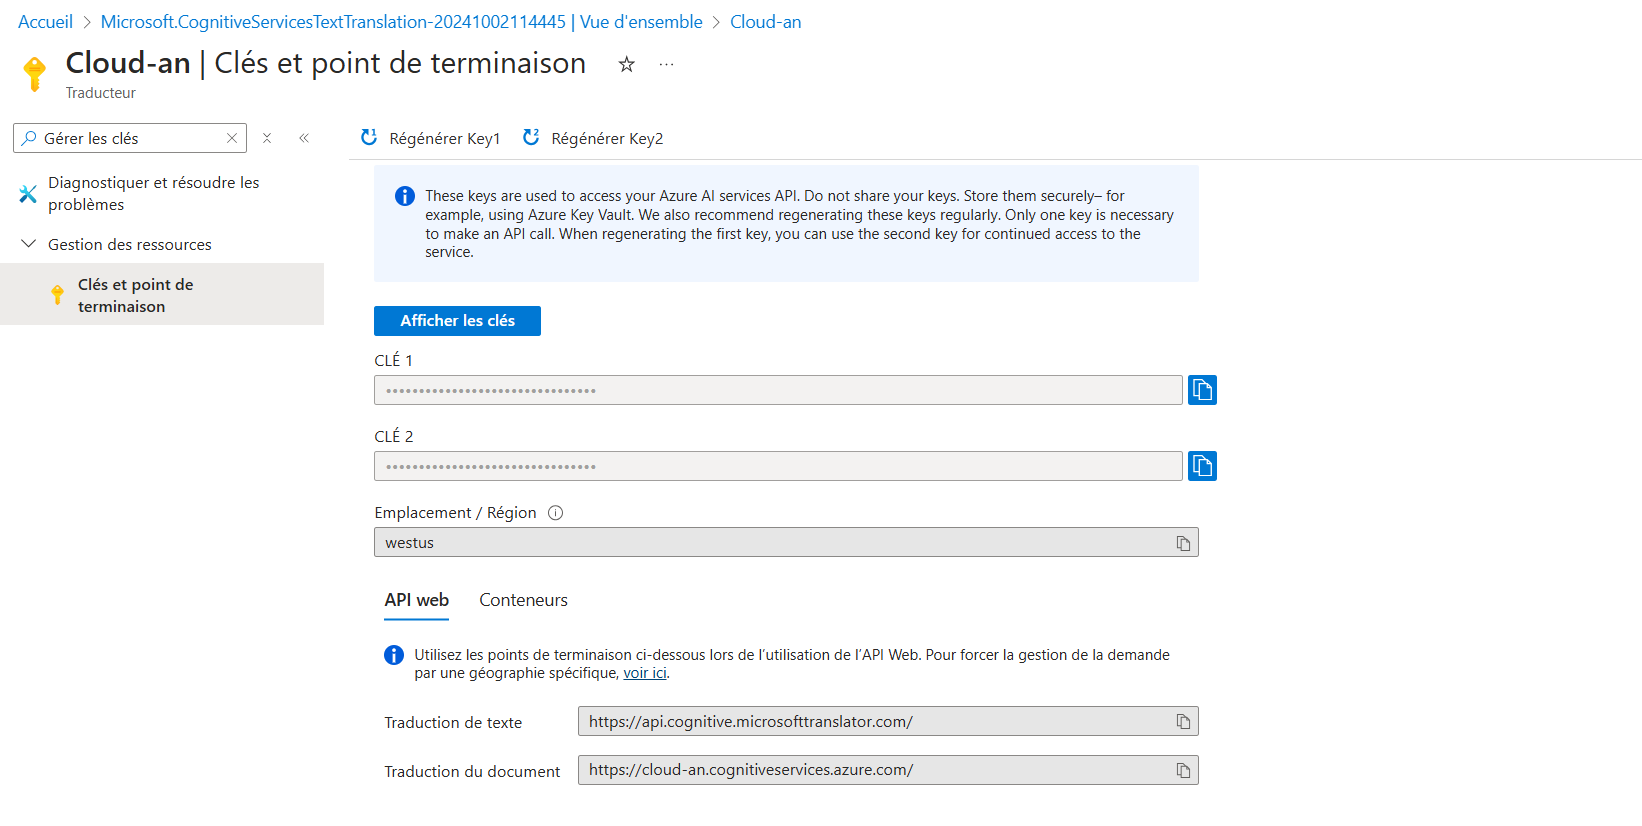 Accueil > Microsoft.CognitiveServicesTextTranslation-20241002114445 | Vue d'ensemble > Cloud-an
Cloud-an | Clés et point de terminaison
Traducteur
Gérer les clés
Régénérer Key1
Régénérer Key2
Diagnostiquer et résoudre les
problèmes
Gestion des ressources
Clés et point de
terminaison
These keys are used to access your Azure AI services API. Do not share your keys. Store them securely– for
example, using Azure Key Vault. We also recommend regenerating these keys regularly. Only one key is necessary
to make an API call. When regenerating the first key, you can use the second key for continued access to the
service.
Afficher les clés
CLÉ 1
••••••••••••••••••••••••••••••••
CLÉ 2
••••••••••••••••••••••••••••••••
Emplacement / Région
westus
API web
Conteneurs
Utilisez les points de terminaison ci-dessous lors de l’utilisation de l’API Web. Pour forcer la gestion de la demande
par une géographie spécifique, voir ici.
Traduction de texte
https://api.cognitive.microsofttranslator.com/
Traduction du document
https://cloud-an.cognitiveservices.azure.com/